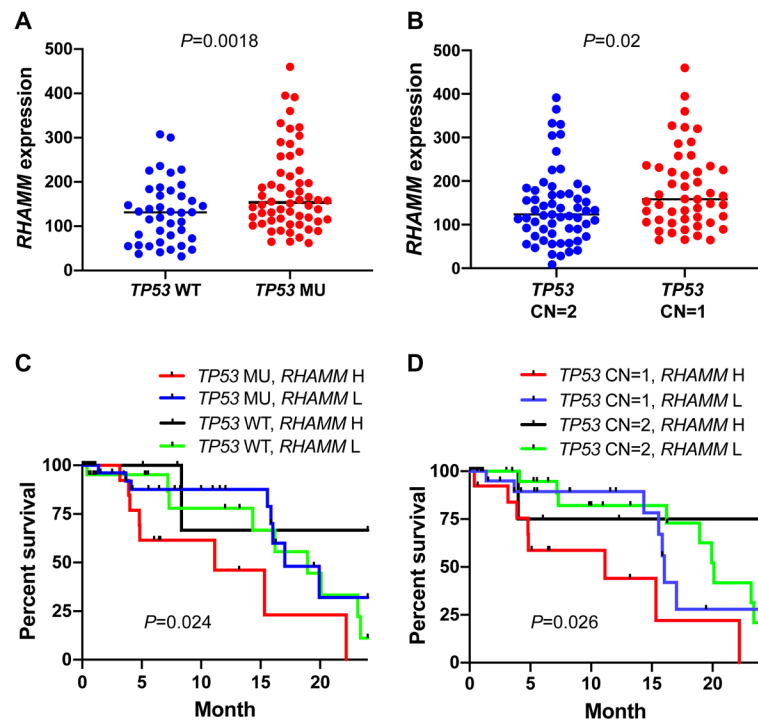 A
P=0.0018
RHAMM expression
500
400
300
200
100
0
TP53 WT
TP53 MU
B
P=0.02
RHAMM expression
500
400
300
200
100
0
TP53
CN=2
TP53
CN=1
C
TP53 MU, RHAMM H
TP53 MU, RHAMM L
TP53 WT, RHAMM H
TP53 WT, RHAMM L
Percent survival
100
75
50
25
0
P=0.024
0
5
10
15
20
Month
D
TP53 CN=1, RHAMM H
TP53 CN=1, RHAMM L
TP53 CN=2, RHAMM H
TP53 CN=2, RHAMM L
Percent survival
100
75
50
25
0
P=0.026
0
5
10
15
20
Month